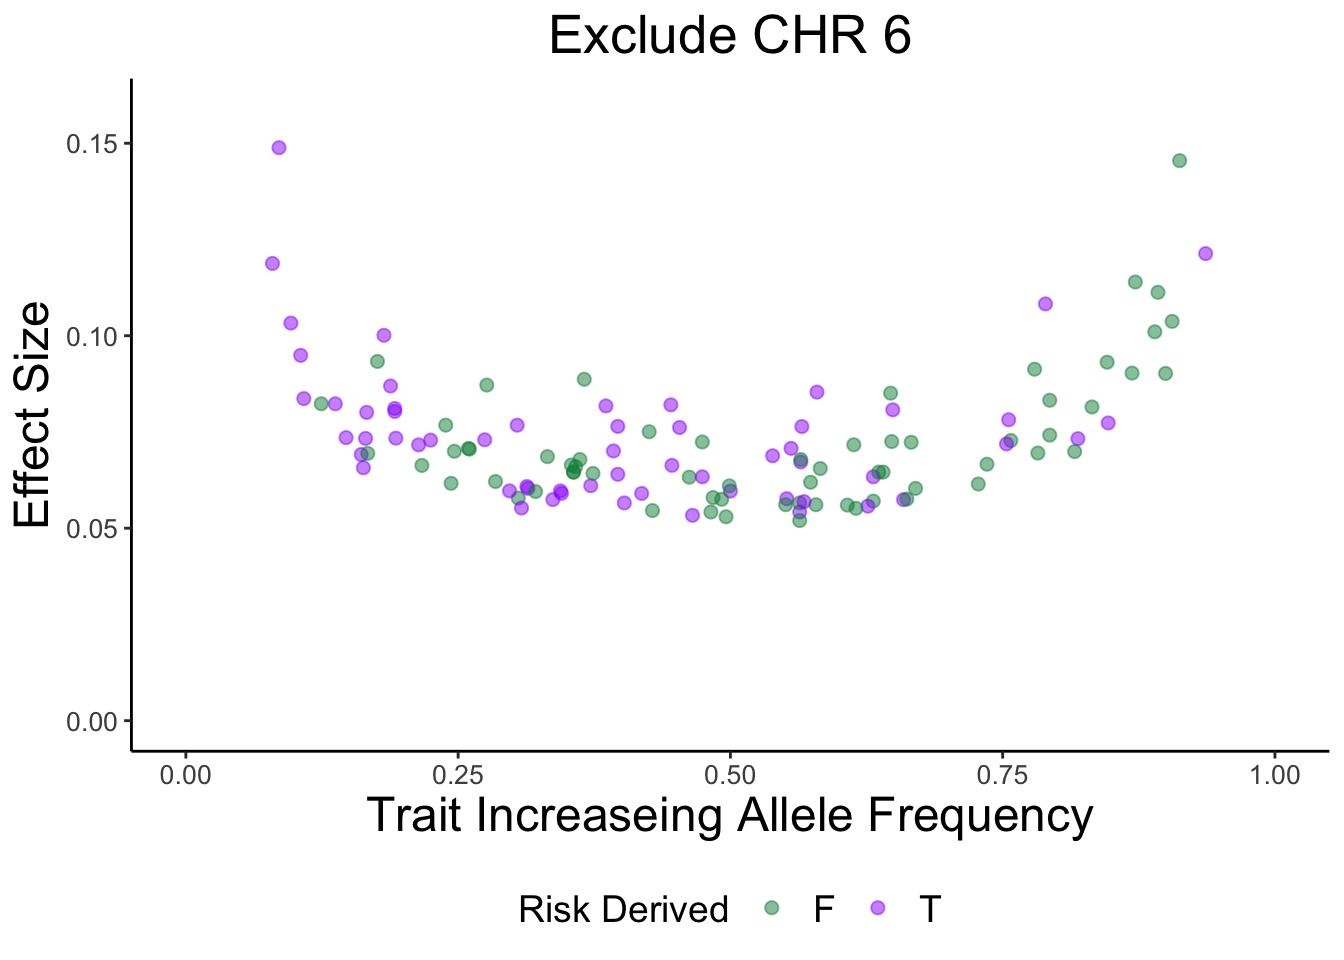 Exclude CHR 6
Effect Size
0.15
0.10
0.05
0.00
0.00 0.25 0.50 0.75 1.00
Trait Increaseing Allele Frequency
Risk Derived F T